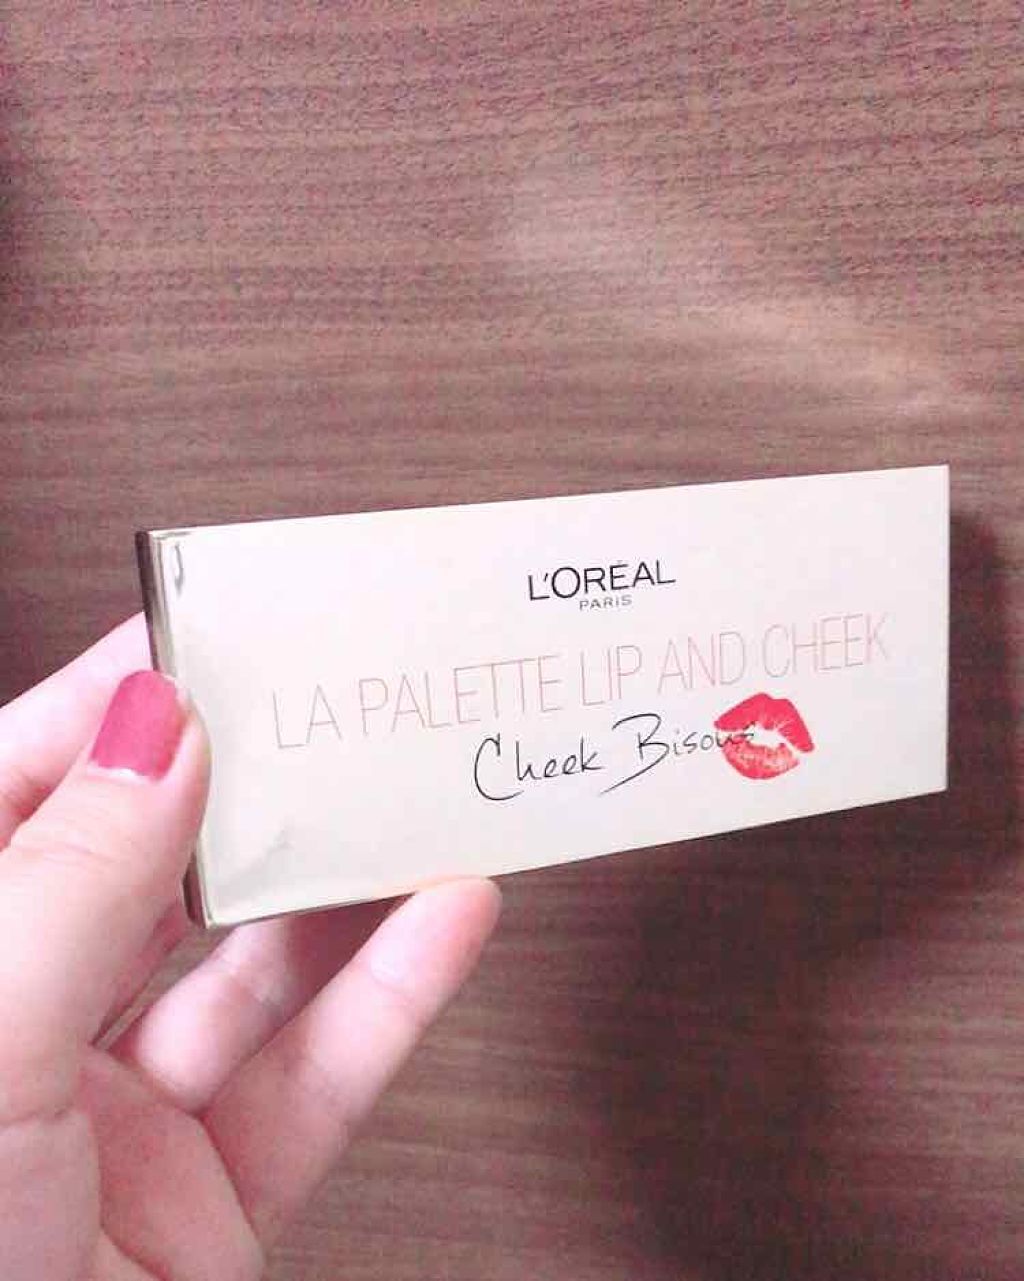 L'ORÉAL
PARIS
LA PALETTE LIP AND CHEEK
Cheek Bisous